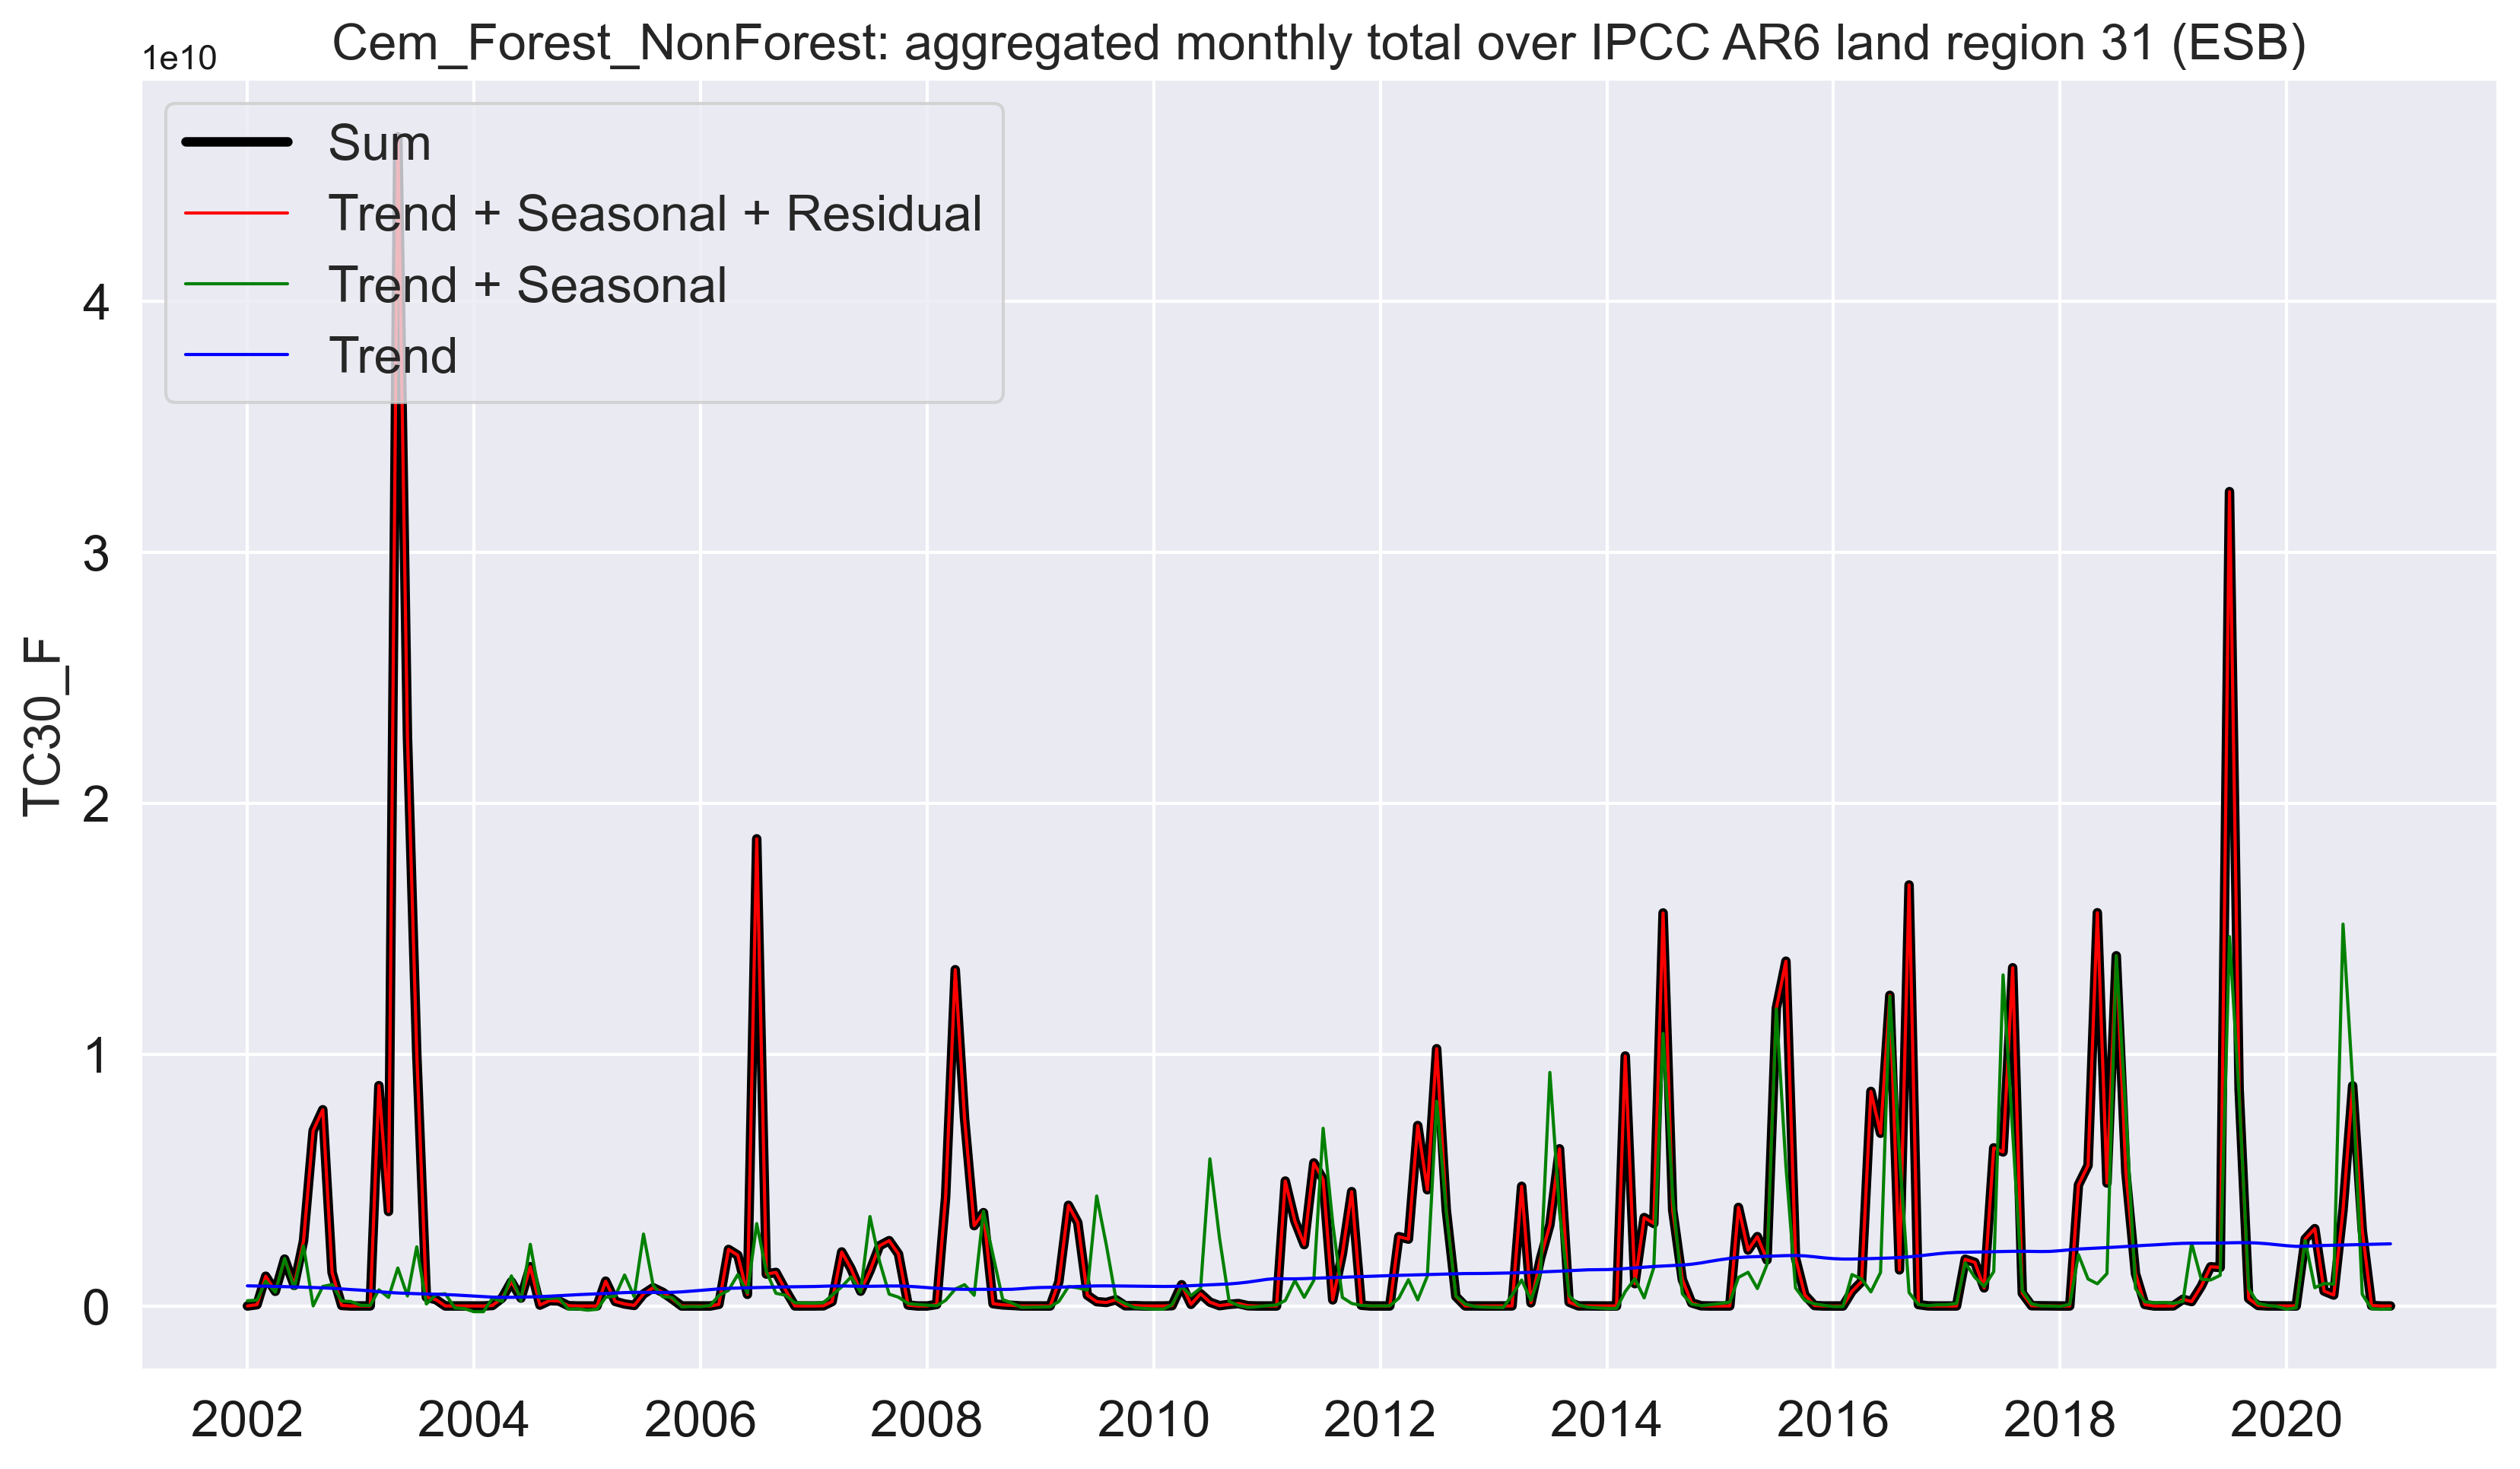 Cem_Forest_NonForest: aggregated monthly total over IPCC AR6 land region 31 (ESB)
1e10
Sum
Trend + Seasonal + Residual
Trend + Seasonal
Trend
4
3
2
1
0
TC30_F
2002 2004 2006 2008 2010 2012 2014 2016 2018 2020